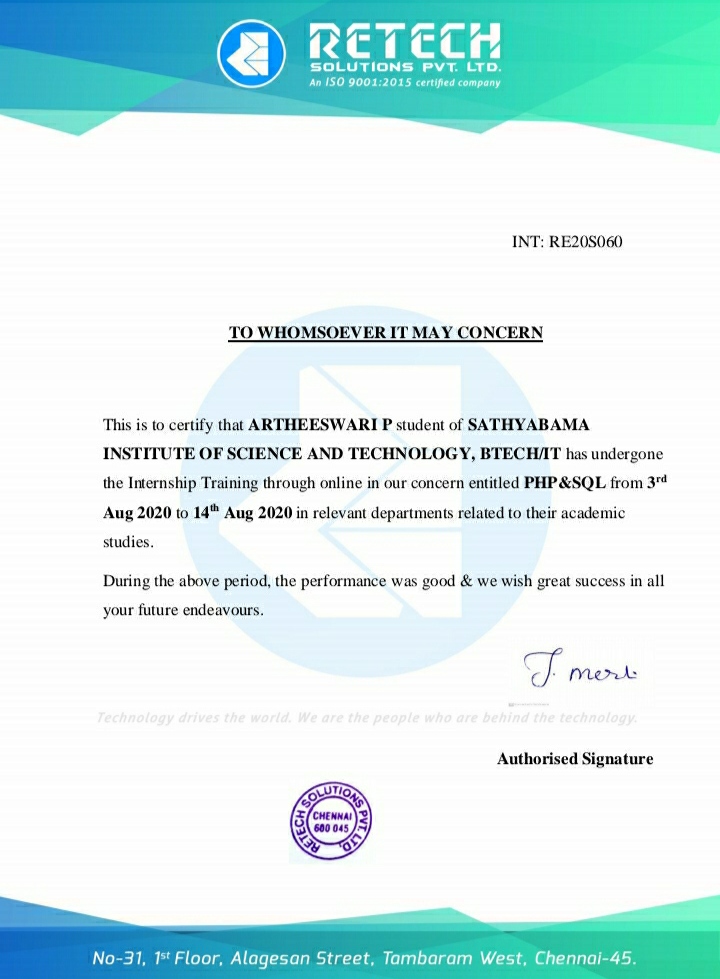 RETECH
SOLUTIONS PVT. LTD.
An ISO 9001:2015 certified company
INT: RE20S060
TO WHOMSOEVER IT MAY CONCERN
This is to certify that ARTHEESWARI P student of SATHYABAMA
INSTITUTE OF SCIENCE AND TECHNOLOGY, BTECH/IT has undergone
the Internship Training through online in our concern entitled PHP&SQL from 3rd
Aug 2020 to 14th Aug 2020 in relevant departments related to their academic
studies.
During the above period, the performance was good & we wish great success in all
your future endeavours.
Technology drives the world. We are the people who are behind the technology.
Authorised Signature
RETECH SOLUTIONS PVT. LTD.
CHENNAI
600 045
No-31, 1st Floor, Alagesan Street, Tambaram West, Chennai-45.